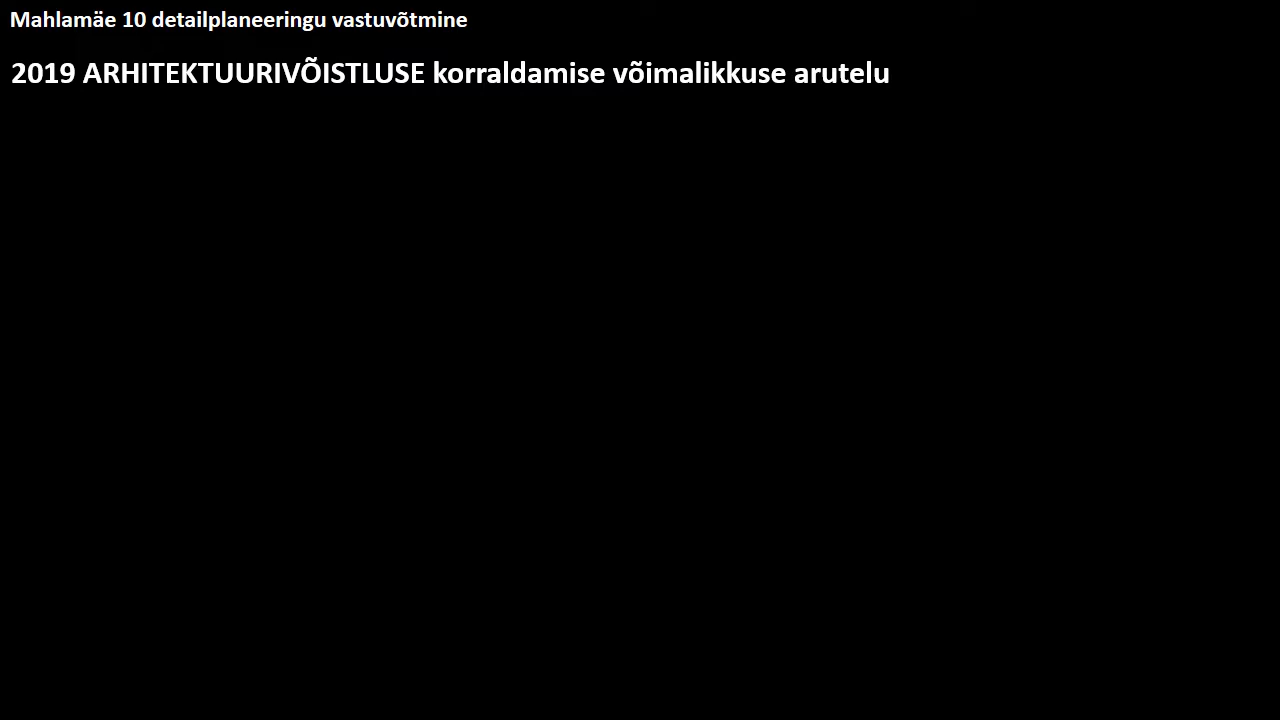 Mahlamäe 10 detailplaneeringu vastuvõtmine
2019 ARHITEKTUURIVÕISTLUSE korraldamise võimalikkuse arutelu